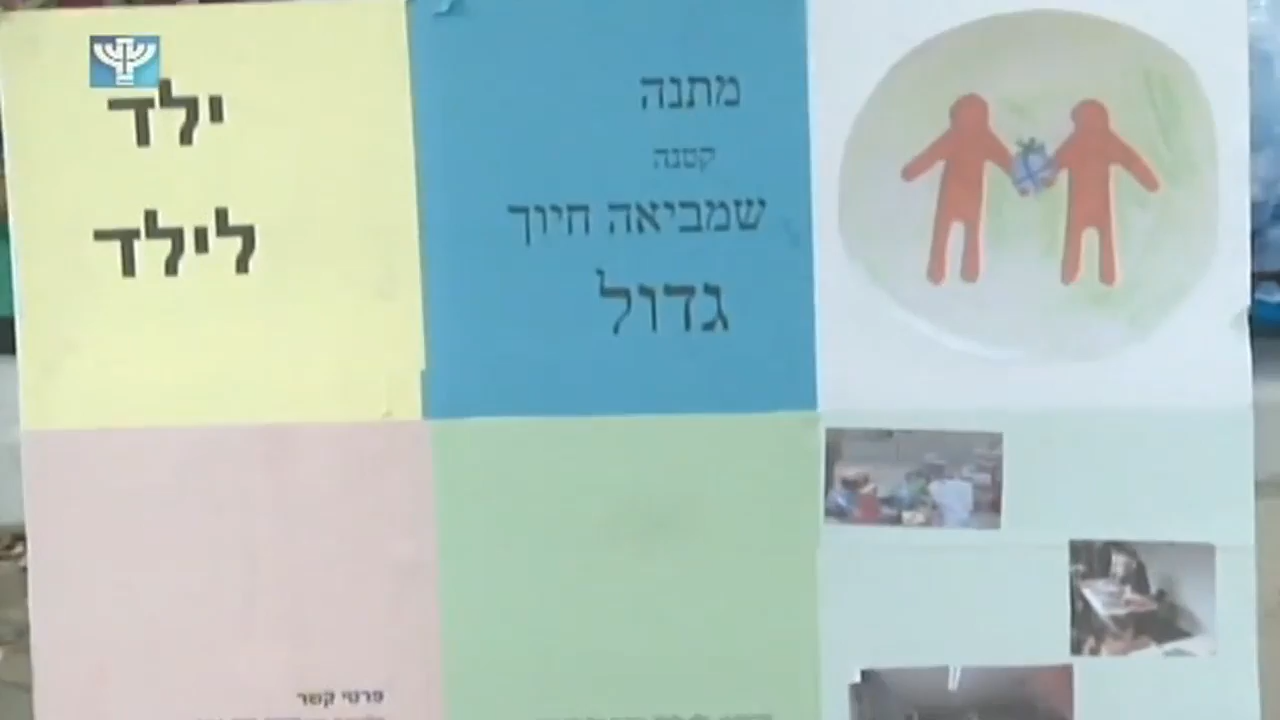 מתנה
קטנה
שמביאה חיוך
גדול
ילד
לילד
פרטי קשר